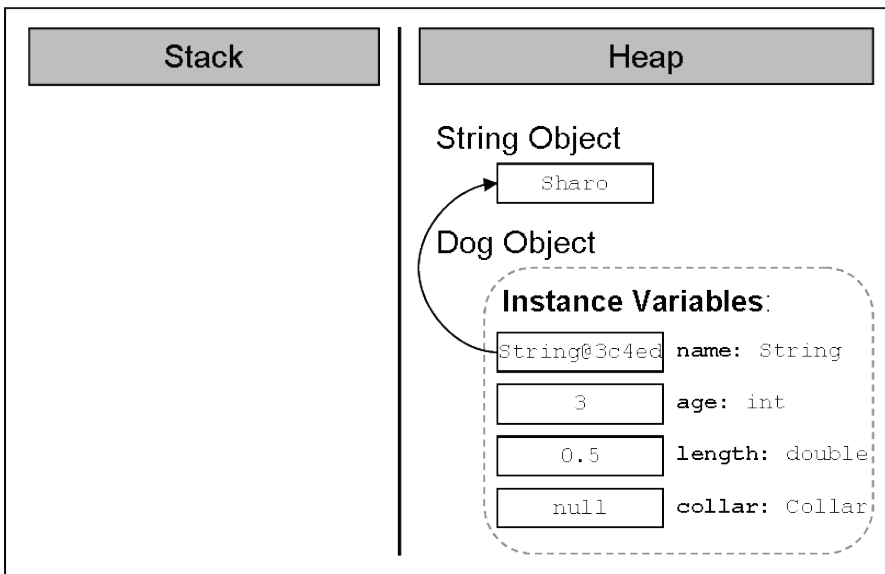 Stack
Heap
String Object
Sharo
Dog Object
Instance Variables:
String@3c4ed name: String
3 age: int
0.5 length: double
null collar: Collar